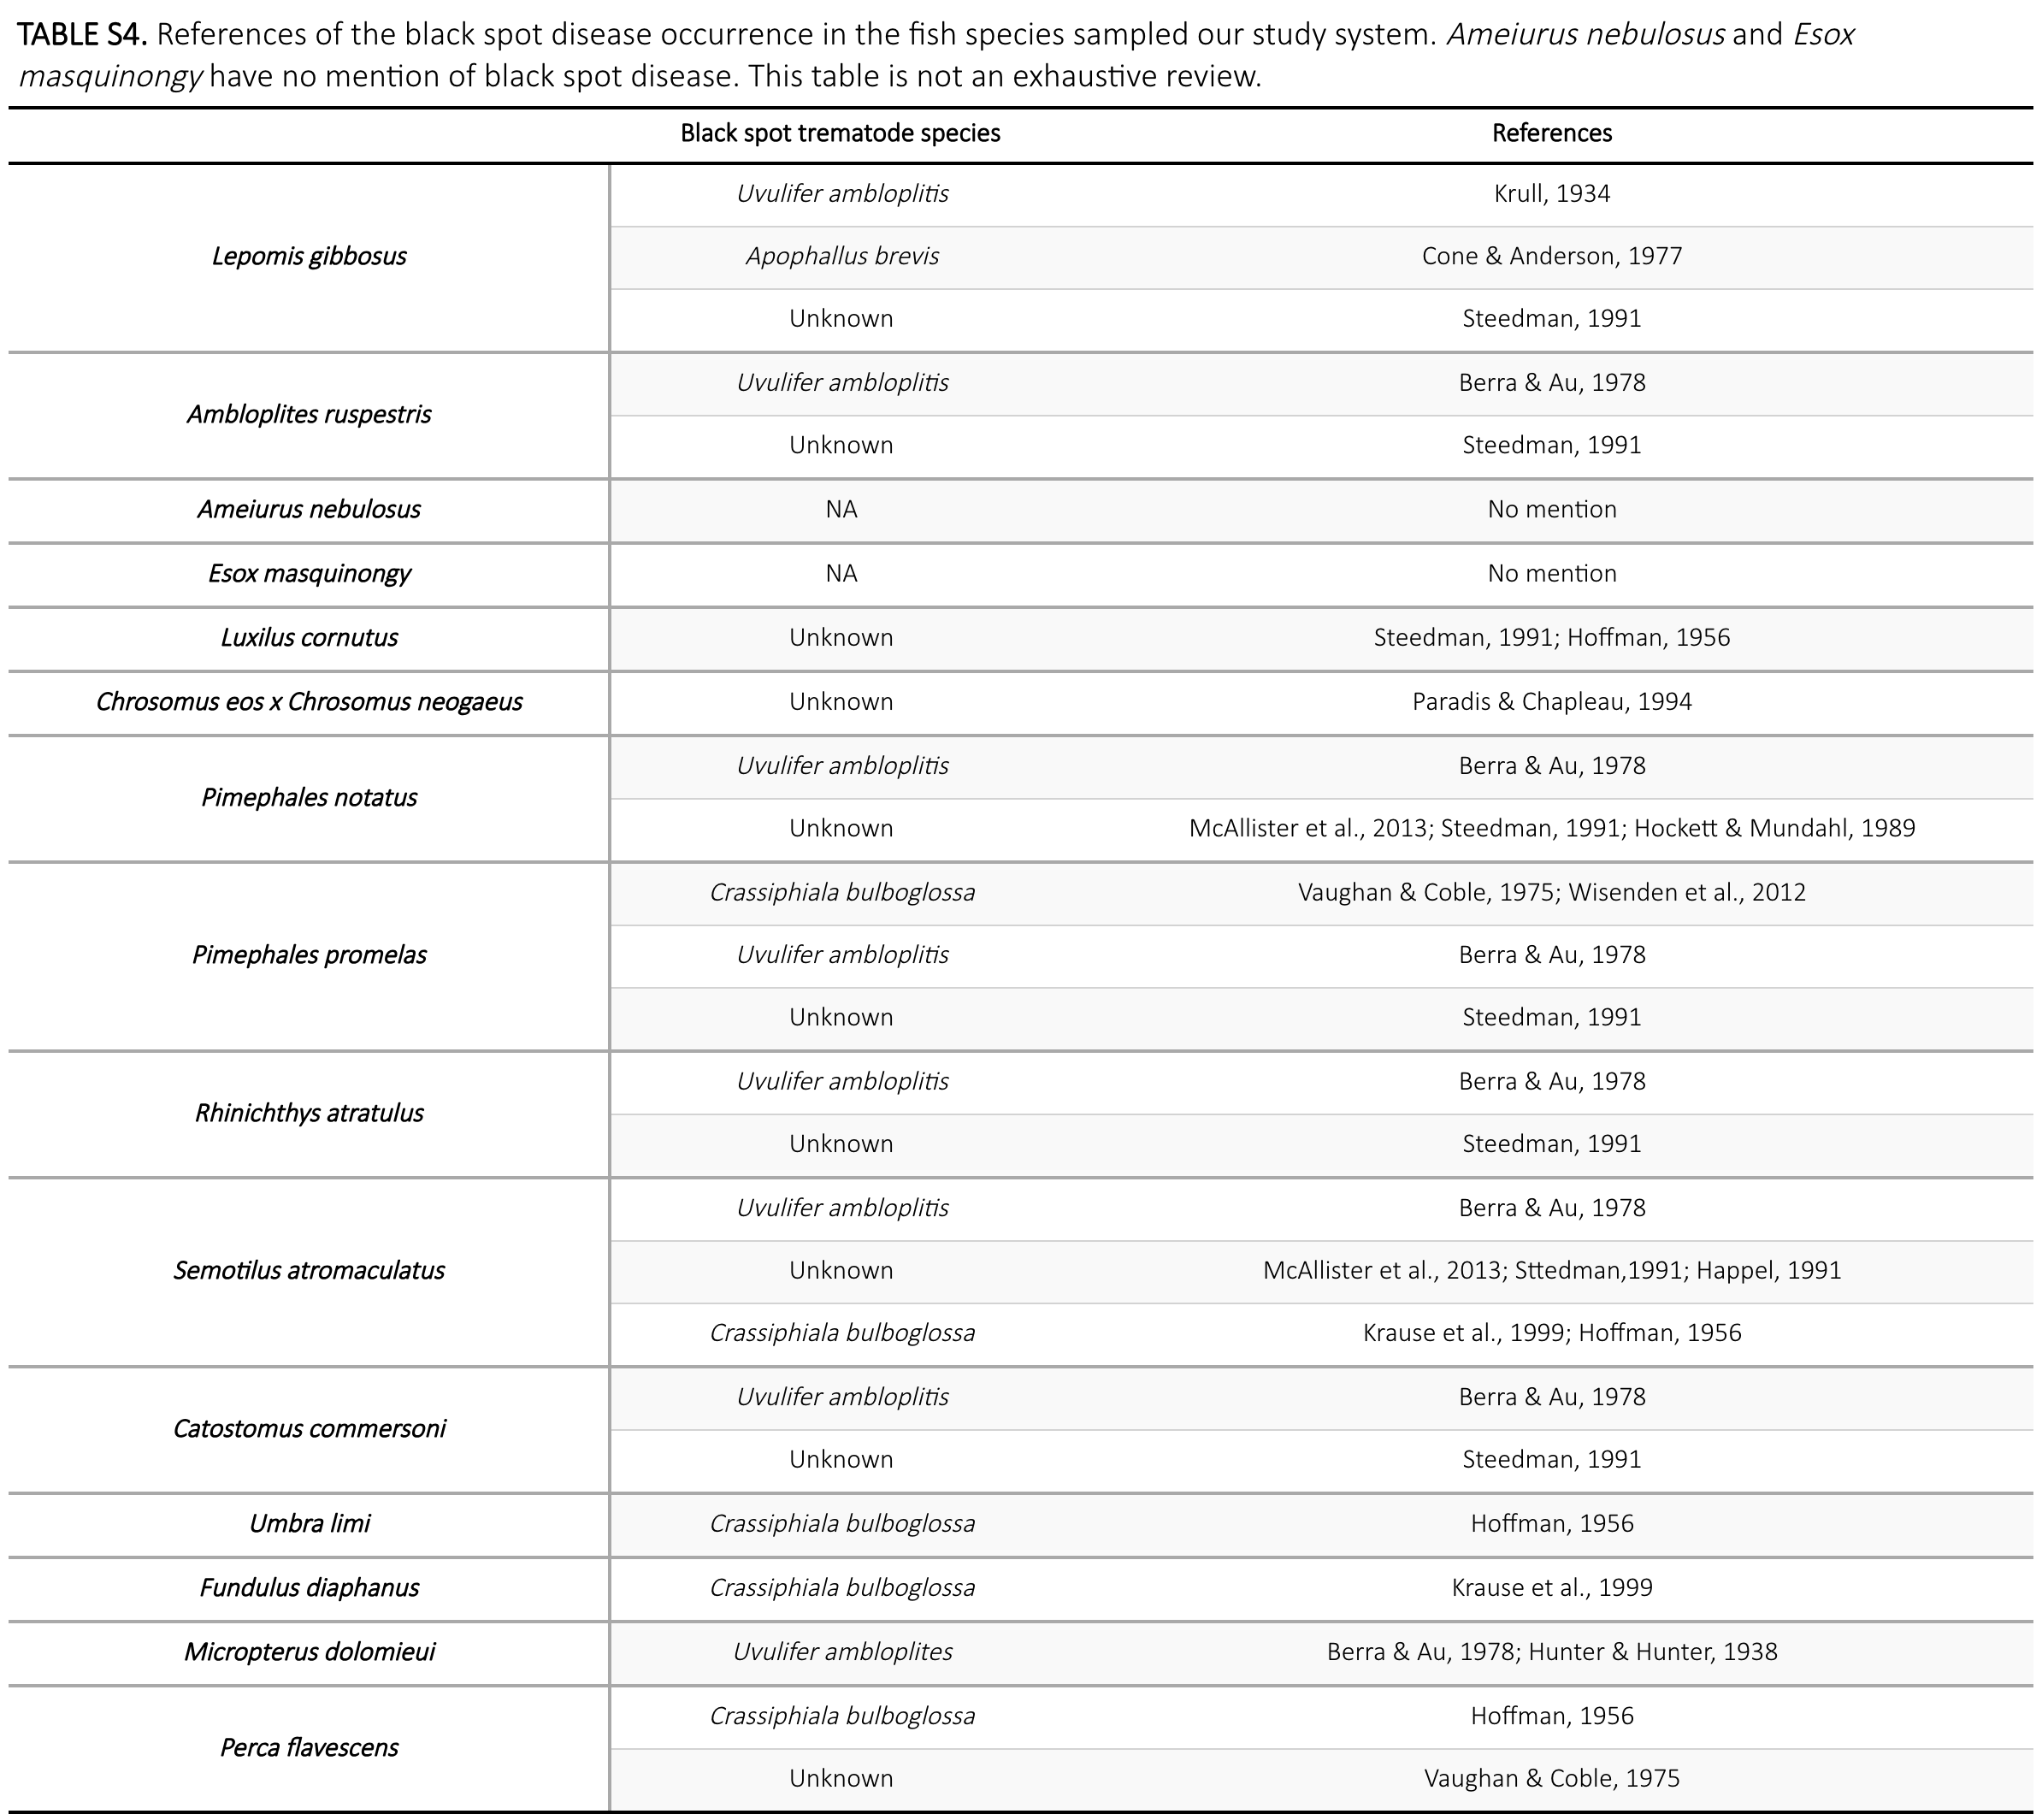 TABLE S4. References of the black spot disease occurrence in the fish species sampled our study system. Ameiurus nebulosus and Esox
masquinongy have no mention of black spot disease. This table is not an exhaustive review.
Black spot trematode species References
Lepomis gibbosus
Uvulifer ambloplitis Krull, 1934
Apophallus brevis Cone & Anderson, 1977
Unknown Steedman, 1991
Ambloplites ruspestris
Uvulifer ambloplitis Berra & Au, 1978
Unknown Steedman, 1991
Ameiurus nebulosus NA No mention
Esox masquinongy NA No mention
Luxilus cornutus Unknown Steedman, 1991; Hoffman, 1956
Chrosomus eos x Chrosomus neogaeus Unknown Paradis & Chapleau, 1994
Pimephales notatus
Uvulifer ambloplitis Berra & Au, 1978
Unknown McAllister et al., 2013; Steedman, 1991; Hockett & Mundahl, 1989
Pimephales promelas
Crassiphiala bulboglossa Vaughan & Coble, 1975; Wisenden et al., 2012
Uvulifer ambloplitis Berra & Au, 1978
Unknown Steedman, 1991
Rhinichthys atratulus
Uvulifer ambloplitis Berra & Au, 1978
Unknown Steedman, 1991
Semotilus atromaculatus
Uvulifer ambloplitis Berra & Au, 1978
Unknown McAllister et al., 2013; Sttedman,1991; Happel, 1991
Crassiphiala bulboglossa Krause et al., 1999; Hoffman, 1956
Catostomus commersoni
Uvulifer ambloplitis Berra & Au, 1978
Unknown Steedman, 1991
Umbra limi Crassiphiala bulboglossa Hoffman, 1956
Fundulus diaphanus Crassiphiala bulboglossa Krause et al., 1999
Micropterus dolomieui Uvulifer ambloplites Berra & Au, 1978; Hunter & Hunter, 1938
Perca flavescens
Crassiphiala bulboglossa Hoffman, 1956
Unknown Vaughan & Coble, 1975